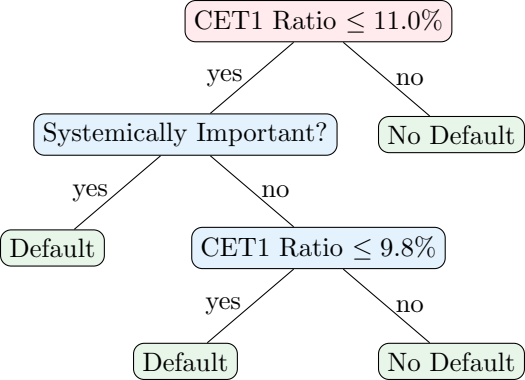 CET1 Ratio ≤ 11.0%
yes
no
Systemically Important?
No Default
yes
no
Default
CET1 Ratio ≤ 9.8%
yes
no
Default
No Default